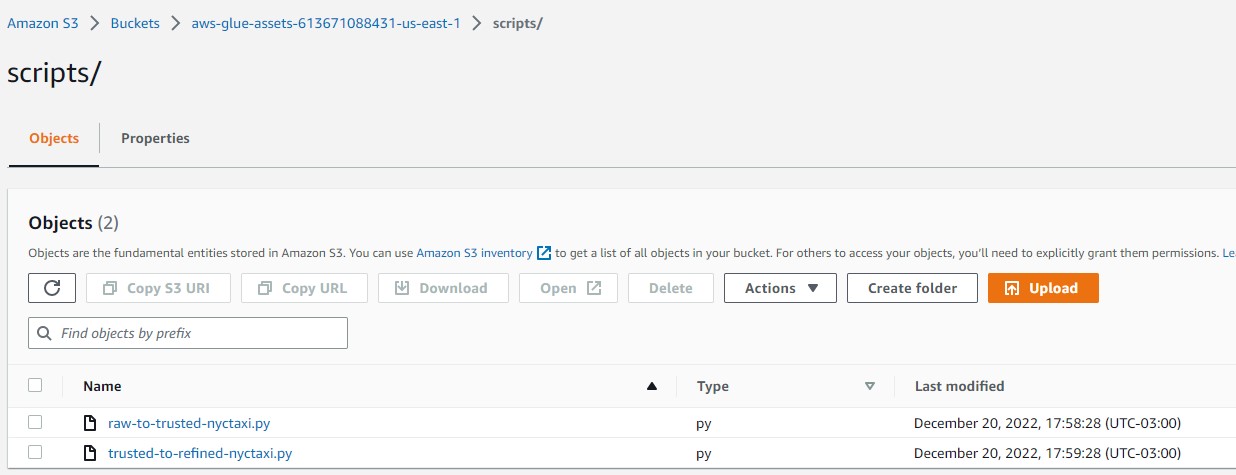 Amazon S3 > Buckets > aws-glue-assets-613671088431-us-east-1 > scripts/
scripts/
Objects Properties
Objects (2)
Objects are the fundamental entities stored in Amazon S3. You can use Amazon S3 inventory to get a list of all objects in your bucket. For others to access your objects, you'll need to explicitly grant them permissions. Le
Copy S3 URI Copy URL Download Open Delete Actions Create folder Upload
Find objects by prefix
Name Type Last modified
raw-to-trusted-nyctaxi.py py December 20, 2022, 17:58:28 (UTC-03:00)
trusted-to-refined-nyctaxi.py py December 20, 2022, 17:59:28 (UTC-03:00)